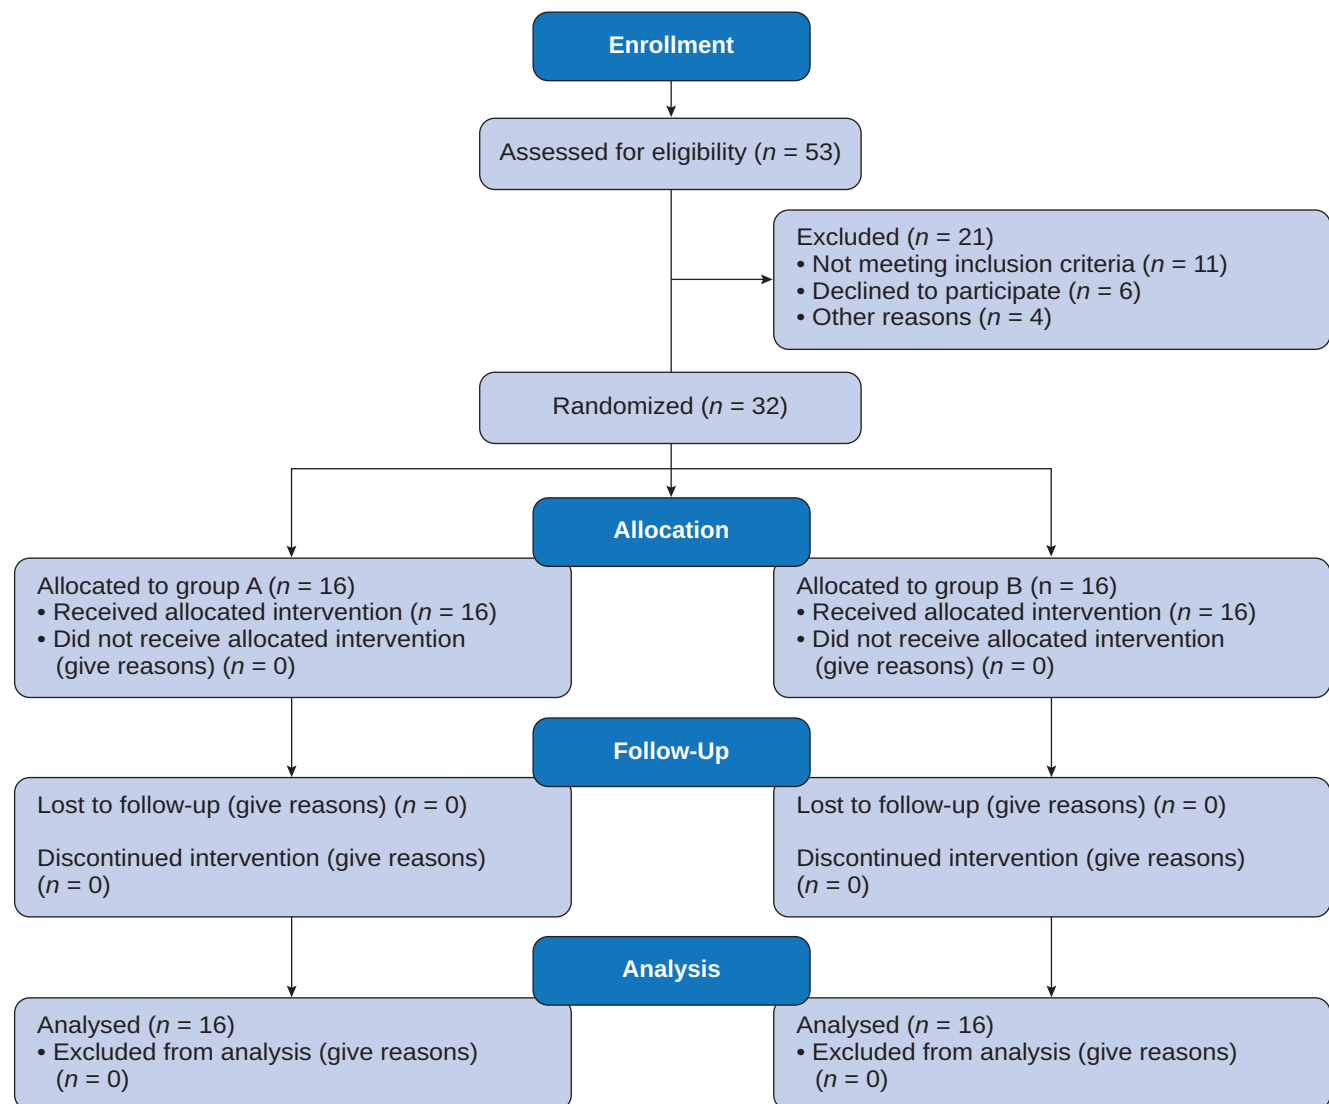 Enrollment
Assessed for eligibility (n = 53)
Excluded (n = 21)
• Not meeting inclusion criteria (n = 11)
• Declined to participate (n = 6)
• Other reasons (n = 4)
Randomized (n = 32)
Allocation
Allocated to group A (n = 16)
• Received allocated intervention (n = 16)
• Did not receive allocated intervention
(give reasons) (n = 0)
Allocated to group B (n = 16)
• Received allocated intervention (n = 16)
• Did not receive allocated intervention
(give reasons) (n = 0)
Follow-Up
Lost to follow-up (give reasons) (n = 0)
Discontinued intervention (give reasons)
(n = 0)
Lost to follow-up (give reasons) (n = 0)
Discontinued intervention (give reasons)
(n = 0)
Analysis
Analysed (n = 16)
• Excluded from analysis (give reasons)
(n = 0)
Analysed (n = 16)
• Excluded from analysis (give reasons)
(n = 0)